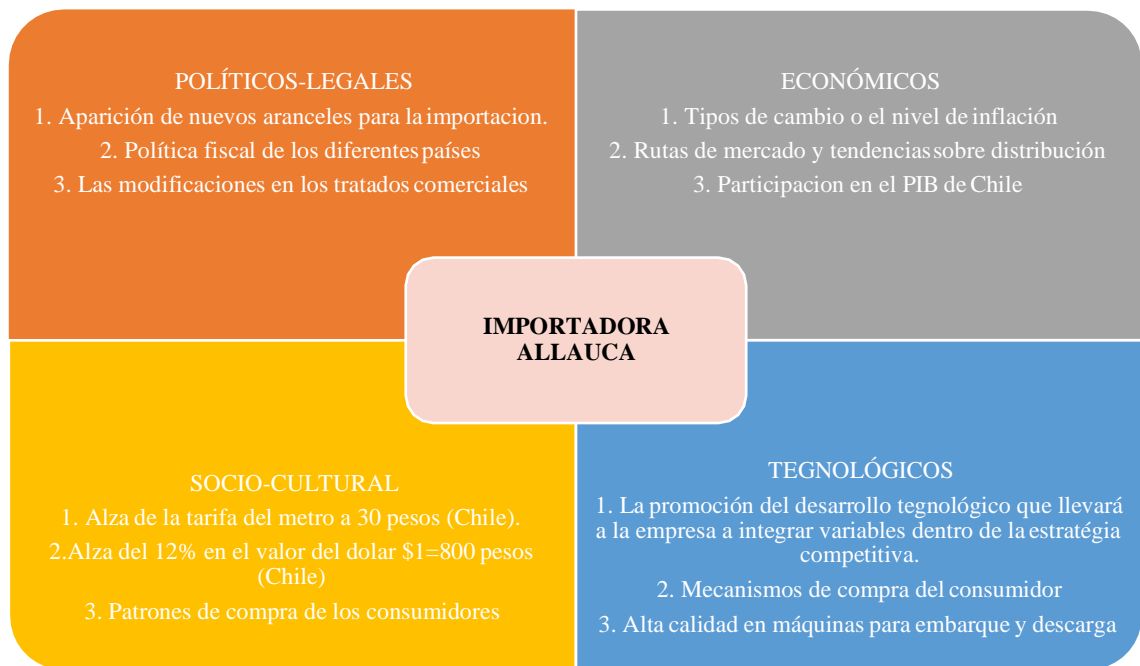 POLÍTICOS-LEGALES
1. Aparición de nuevos aranceles para la importacion.
2. Política fiscal de los diferentes países
3. Las modificaciones en los tratados comerciales
ECONÓMICOS
1. Tipos de cambio o el nivel de inflación
2. Rutas de mercado y tendencias sobre distribución
3. Participacion en el PIB de Chile
IMPORTADORA
ALLAUCA
SOCIO-CULTURAL
1. Alza de la tarifa del metro a 30 pesos (Chile).
2.Alza del 12% en el valor del dolar $1=800 pesos
(Chile)
3. Patrones de compra de los consumidores
TEGNOLÓGICOS
1. La promoción del desarrollo tegnológico que llevará
a la empresa a integrar variables dentro de la estratégia
competitiva.
2. Mecanismos de compra del consumidor
3. Alta calidad en máquinas para embarque y descarga